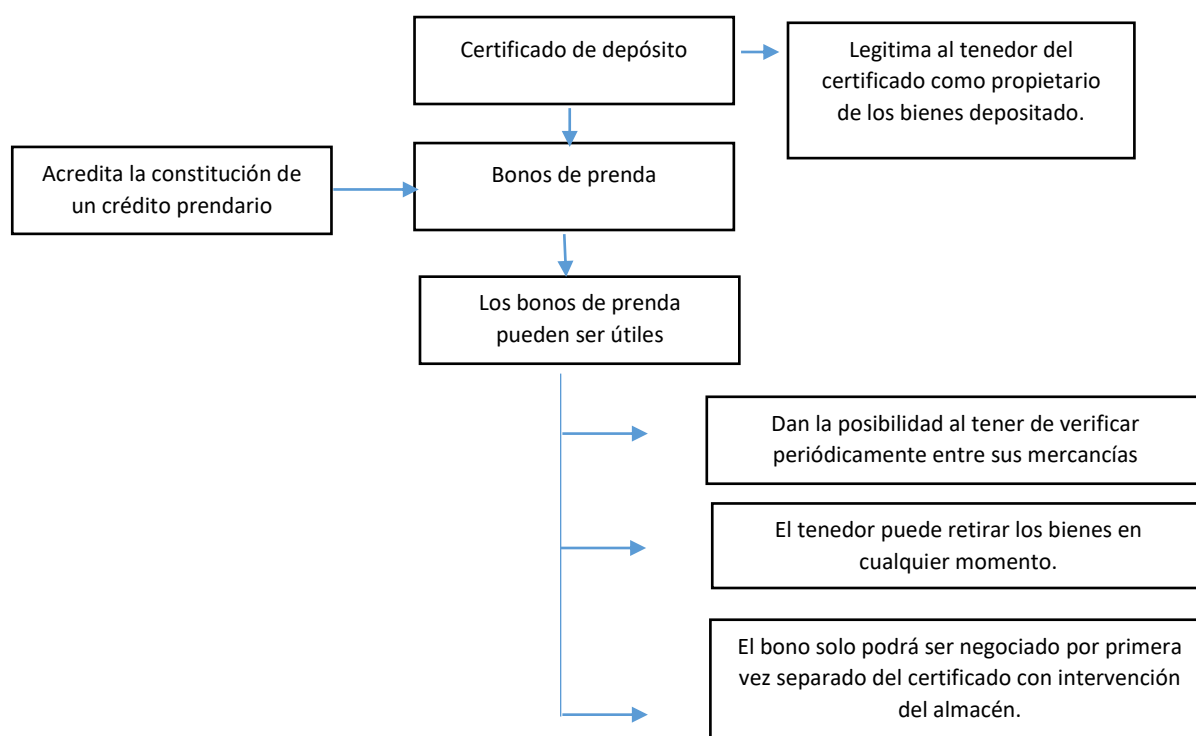 Certificado de depósito
Legitima al tenedor del
certificado como propietario
de los bienes depositado.
Acredita la constitución de
un crédito prendario
Bonos de prenda
Los bonos de prenda
pueden ser útiles
Dan la posibilidad al tener de verificar
periódicamente entre sus mercancías
El tenedor puede retirar los bienes en
cualquier momento.
El bono solo podrá ser negociado por primera
vez separado del certificado con intervención
del almacén.